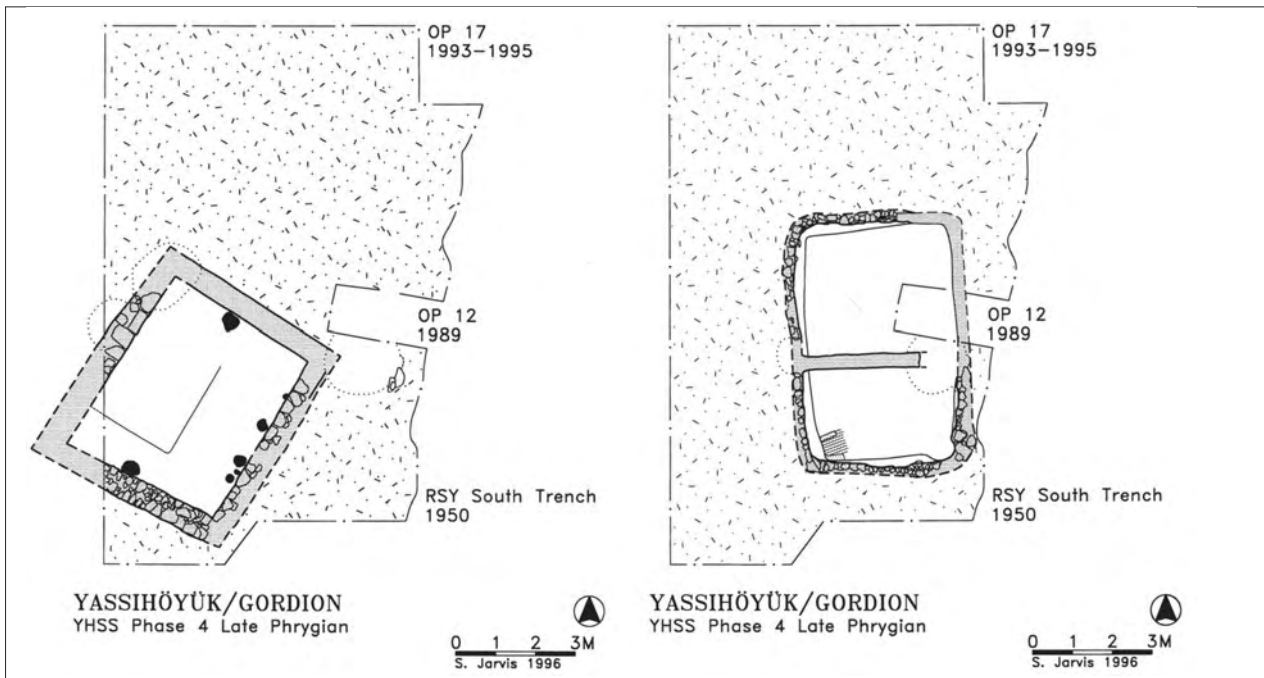 OP 17
1993–1995
OP 12
1989
RSY South Trench
1950
YASSIHÖYÜK/GORDION
YHSS Phase 4 Late Phrygian
0 1 2 3M
S. Jarvis 1996
OP 17
1993–1995
OP 12
1989
RSY South Trench
1950
YASSIHÖYÜK/GORDION
YHSS Phase 4 Late Phrygian
0 1 2 3M
S. Jarvis 1996